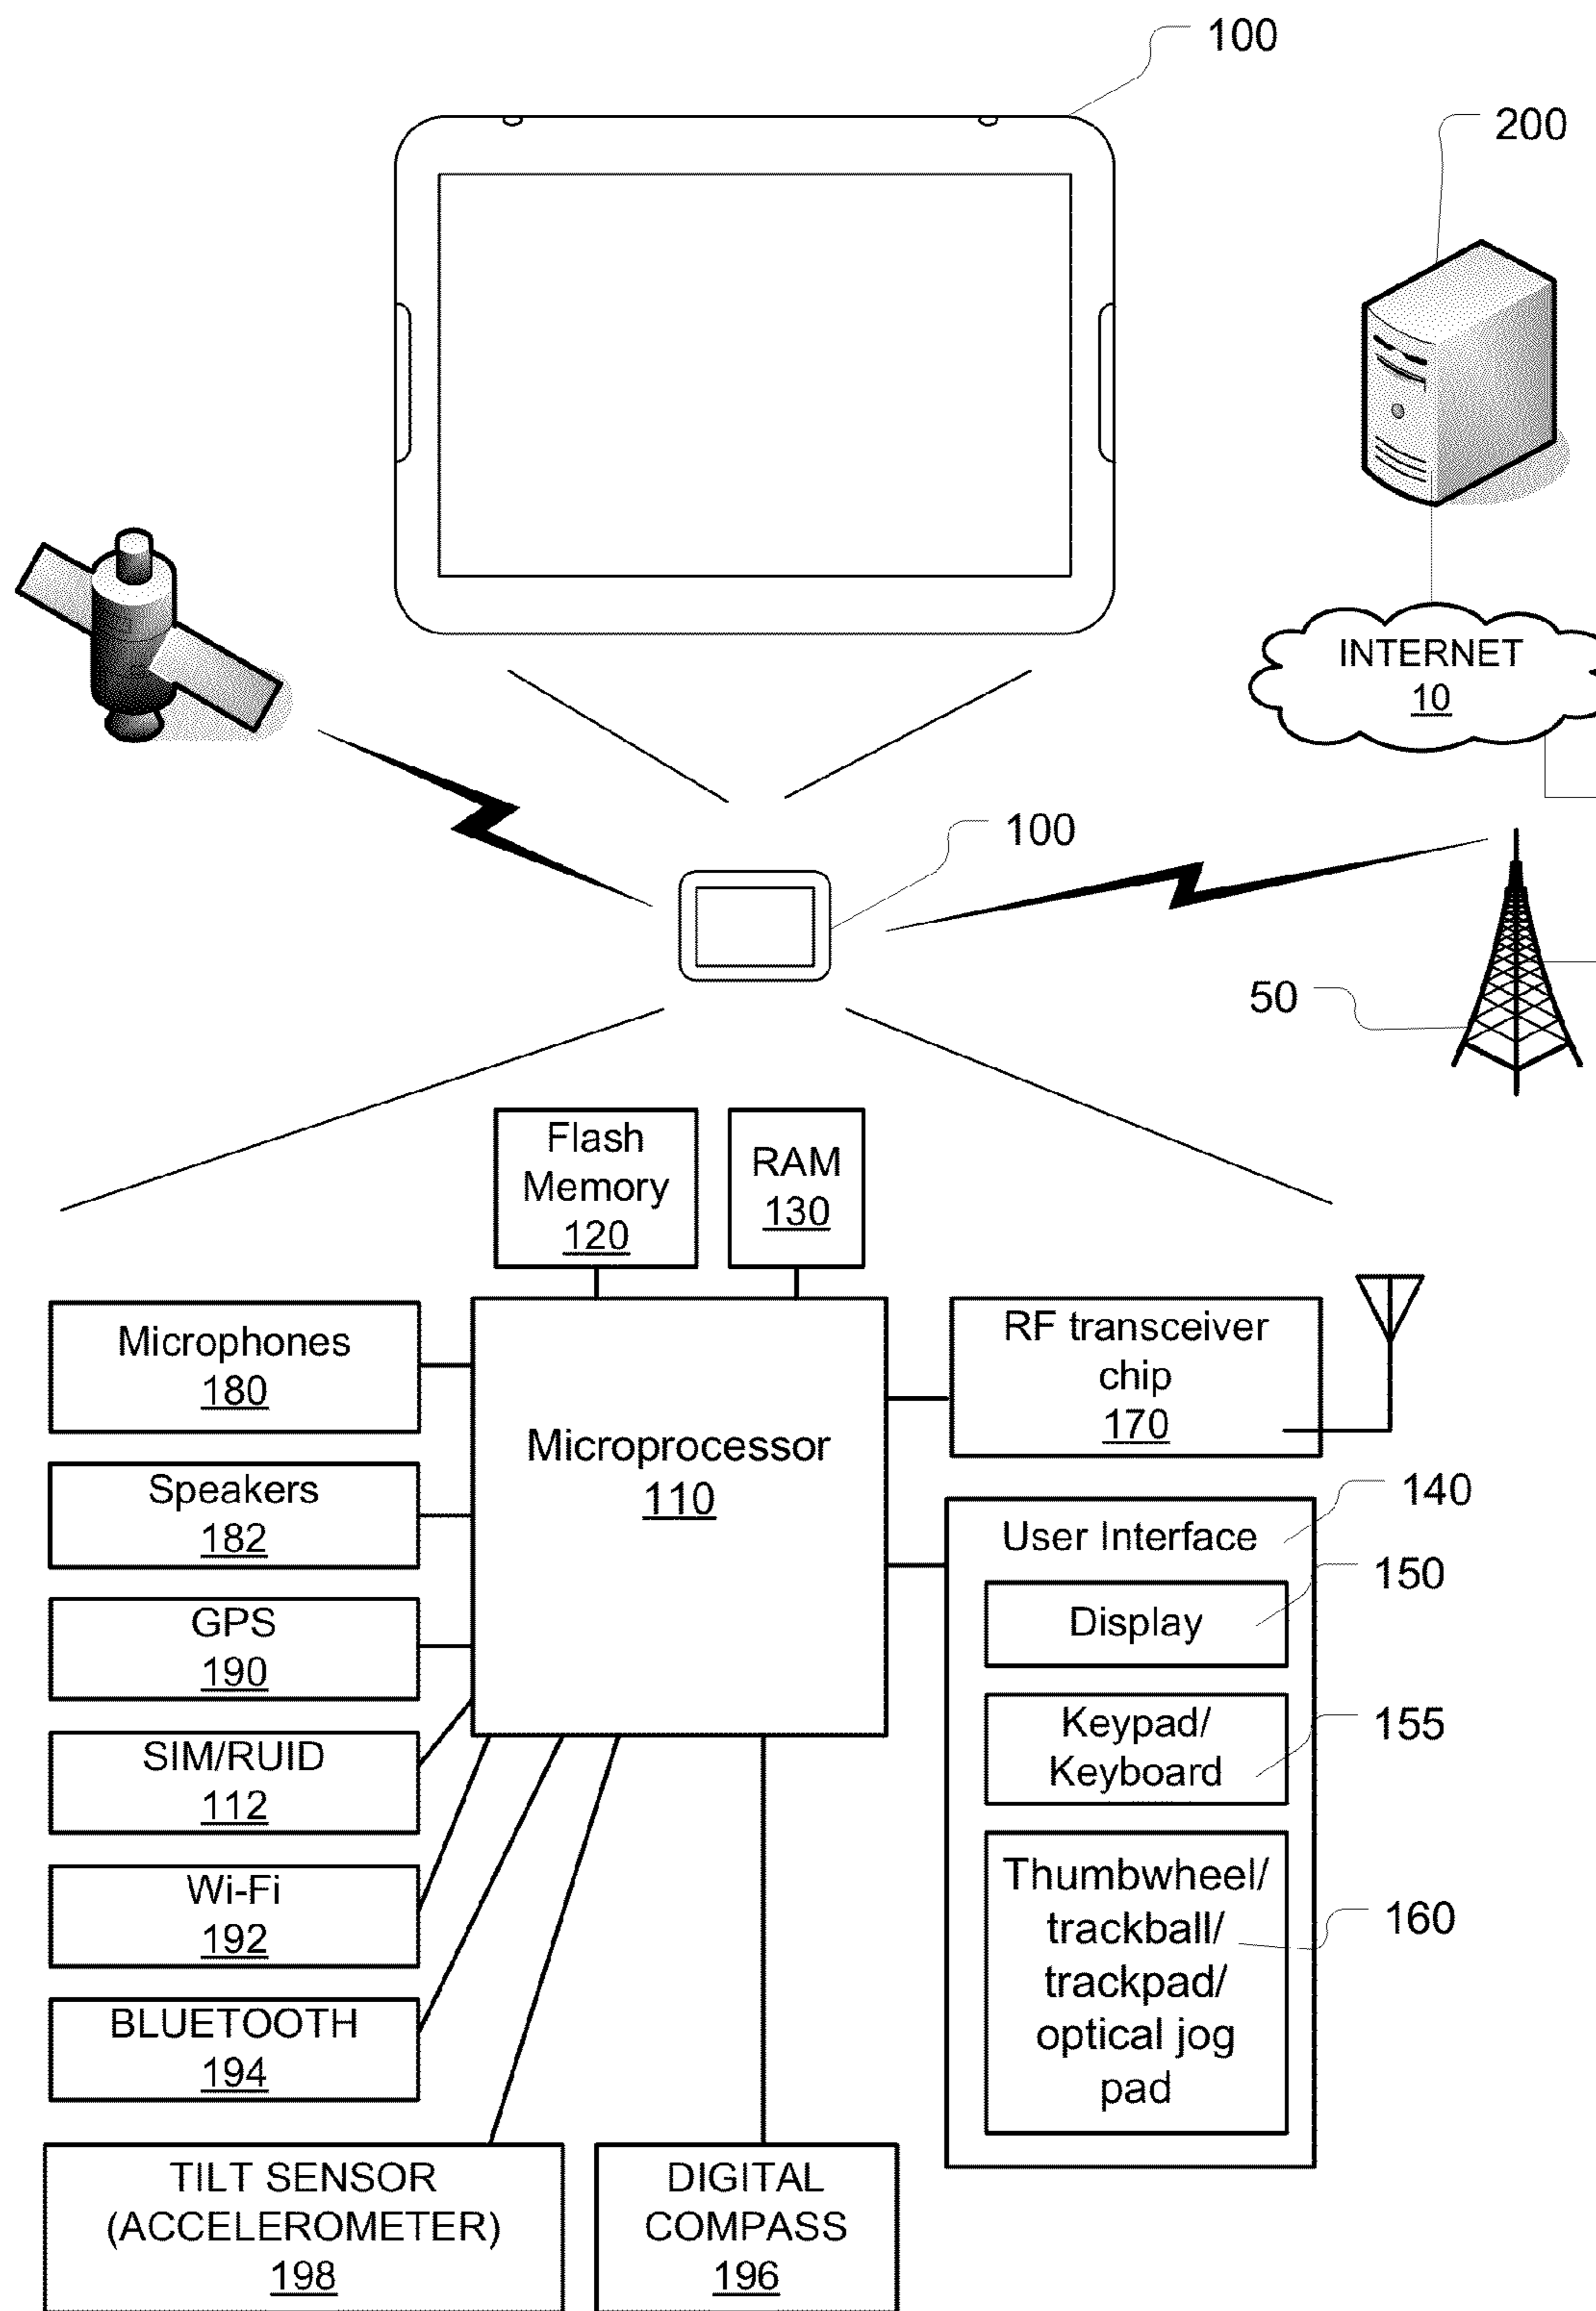 100
200
INTERNET
10
100
50
Flash
Memory
120
RAM
130
Microphones
180
Microprocessor
110
RF transceiver
chip
170
Speakers
182
140
User Interface
150
Display
GPS
190
155
Keypad/
Keyboard
SIM/RUID
112
Wi-Fi
192
160
Thumbwheel/
trackball/
trackpad/
optical jog
pad
BLUETOOTH
194
TILT SENSOR
(ACCELEROMETER)
198
DIGITAL
COMPASS
196